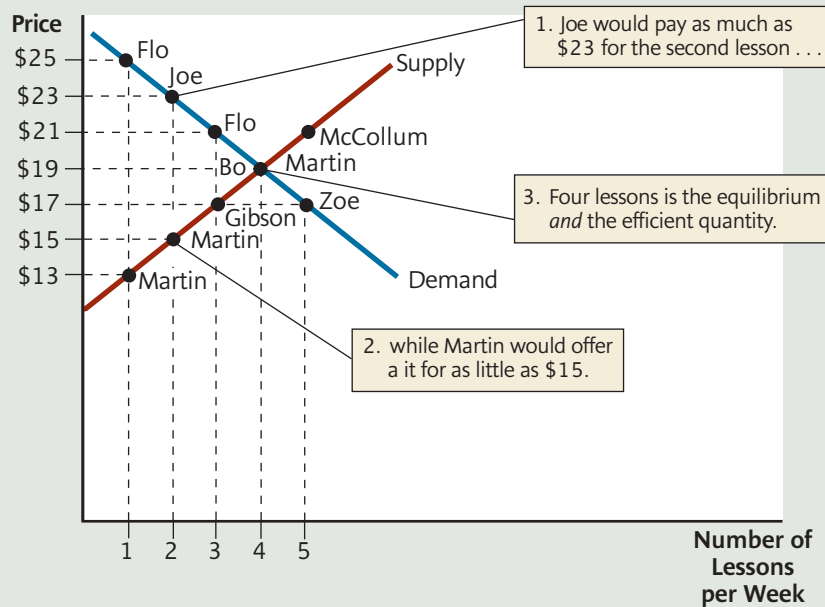 Price
$25
$23
$21
$19
$17
$15
$13
Flo
Joe
Flo
Bo
Martin
Zoe
Gibson
Martin
Martin
McCollum
Supply
Demand
1. Joe would pay as much as
$23 for the second lesson . . .
3. Four lessons is the equilibrium
and the efficient quantity.
2. while Martin would offer
a it for as little as $15.
1 2 3 4 5
Number of
Lessons
per Week